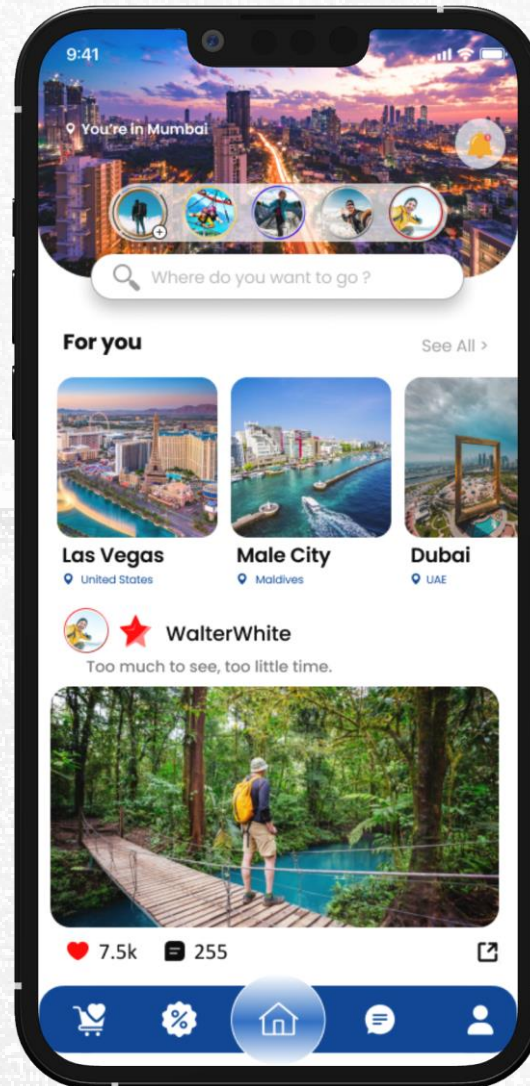 9:41
You're in Mumbai
Where do you want to go ?
For you
See All >
Las Vegas
United States
Male City
Maldives
Dubai
UAE
WalterWhite
Too much to see, too little time.
7.5k
255